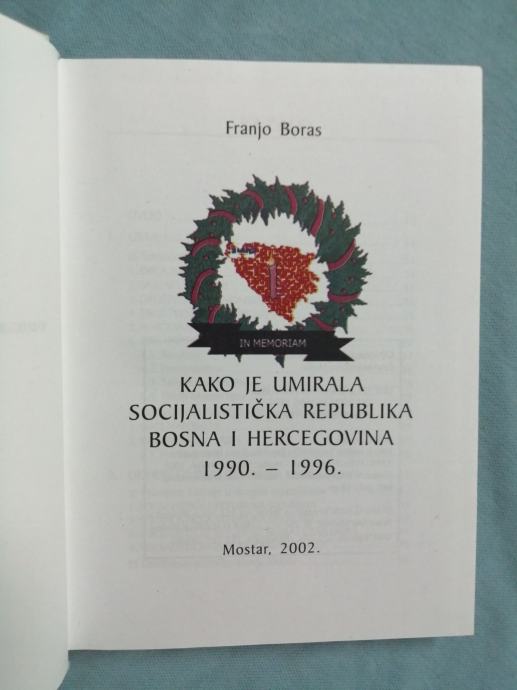 Franjo Boras
IN MEMORIAM
KAKO JE UMIRALA
SOCIJALISTIČKA REPUBLIKA
BOSNA I HERCEGOVINA
1990. – 1996.
Mostar, 2002.